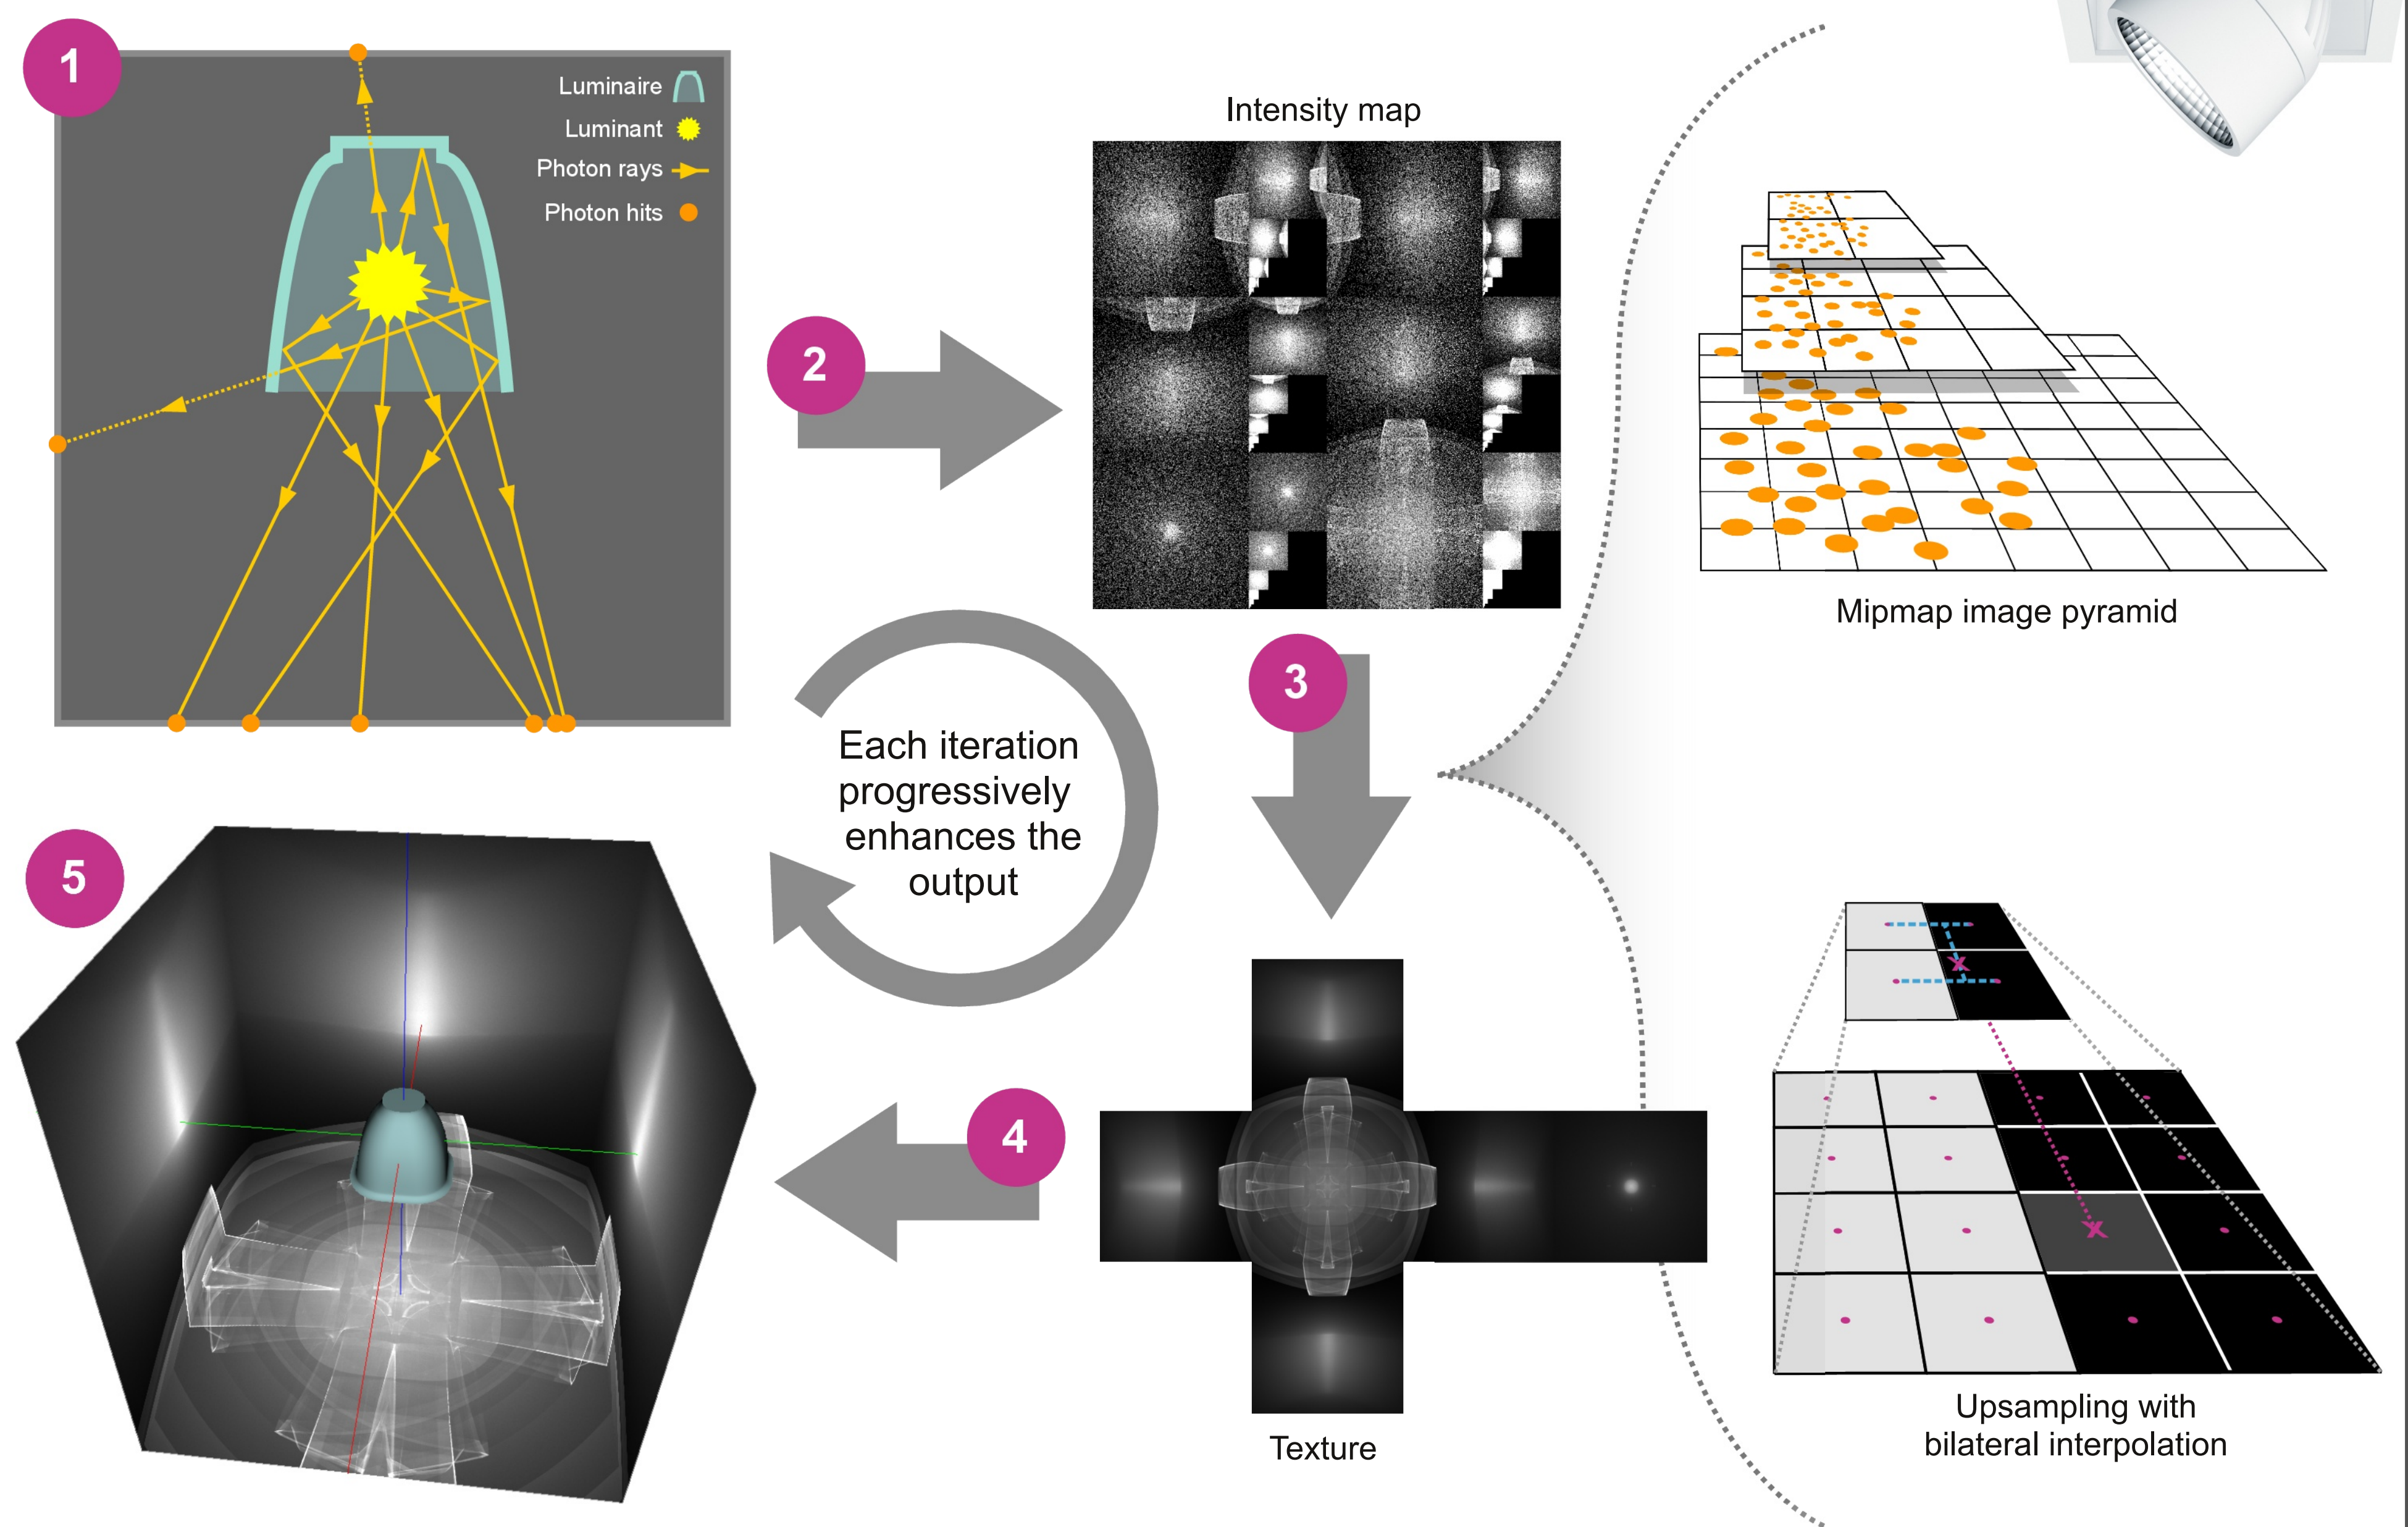 1
Luminaire
Luminant
Photon rays
Photon hits
2
Intensity map
Mipmap image pyramid
3
Each iteration
progressively
enhances the
output
5
4
Texture
Upsampling with
bilateral interpolation